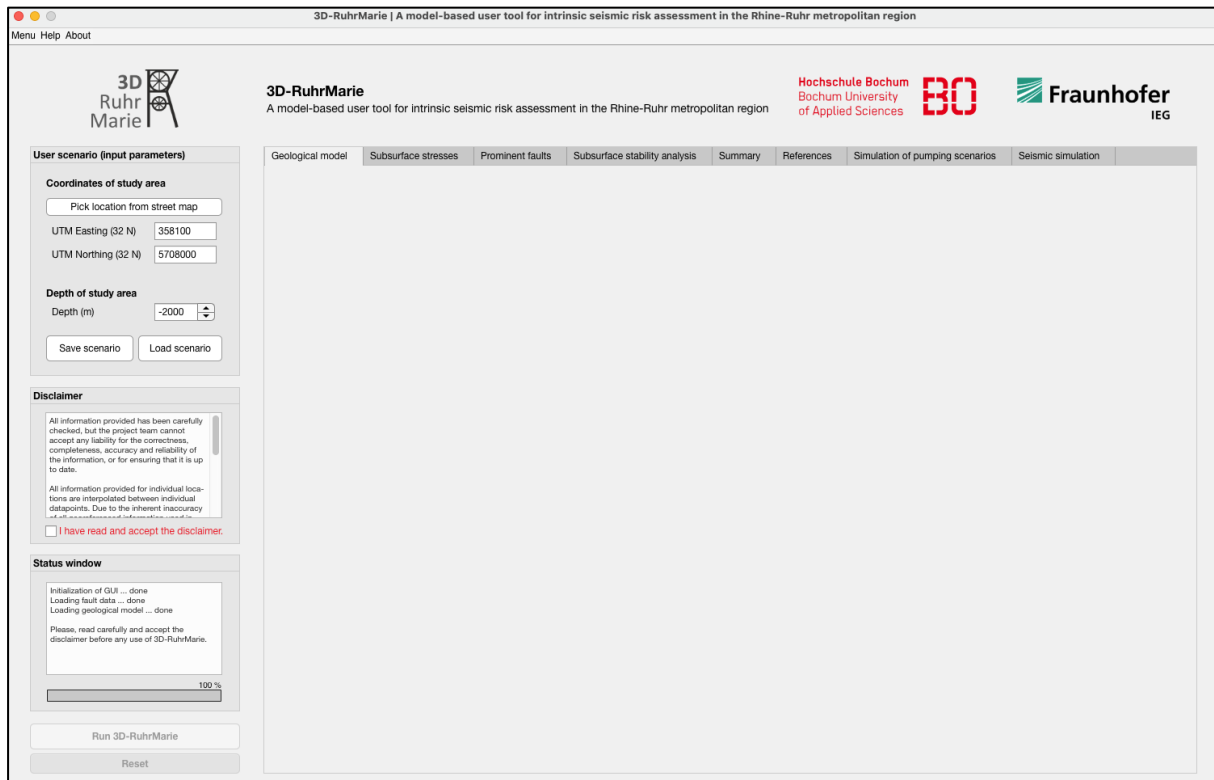 3D-RuhrMarie | A model-based user tool for intrinsic seismic risk assessment in the Rhine-Ruhr metropolitan region
Menu Help About
3D
Ruhr
Marie
3D-RuhrMarie
A model-based user tool for intrinsic seismic risk assessment in the Rhine-Ruhr metropolitan region
Hochschule Bochum
Bochum University
of Applied Sciences
BO
Fraunhofer
IEG
User scenario (input parameters)
Coordinates of study area
Pick location from street map
UTM Easting (32 N) 358100
UTM Northing (32 N) 5708000
Depth of study area
Depth (m) -2000
Save scenario Load scenario
Disclaimer
All information provided has been carefully
checked, but the project team cannot
accept any liability for the correctness,
completeness, accuracy and reliability of
the information, or for ensuring that it is up
to date.
All information provided for individual loca-
tions are interpolated between individual
datapoints. Due to the inherent inaccuracy
of all georeferenced information used in
I have read and accept the disclaimer.
Status window
Initialization of GUI ... done
Loading fault data ... done
Loading geological model ... done
Please, read carefully and accept the
disclaimer before any use of 3D-RuhrMarie.
100 %
Run 3D-RuhrMarie
Reset
Geological model Subsurface stresses Prominent faults Subsurface stability analysis Summary References Simulation of pumping scenarios Seismic simulation